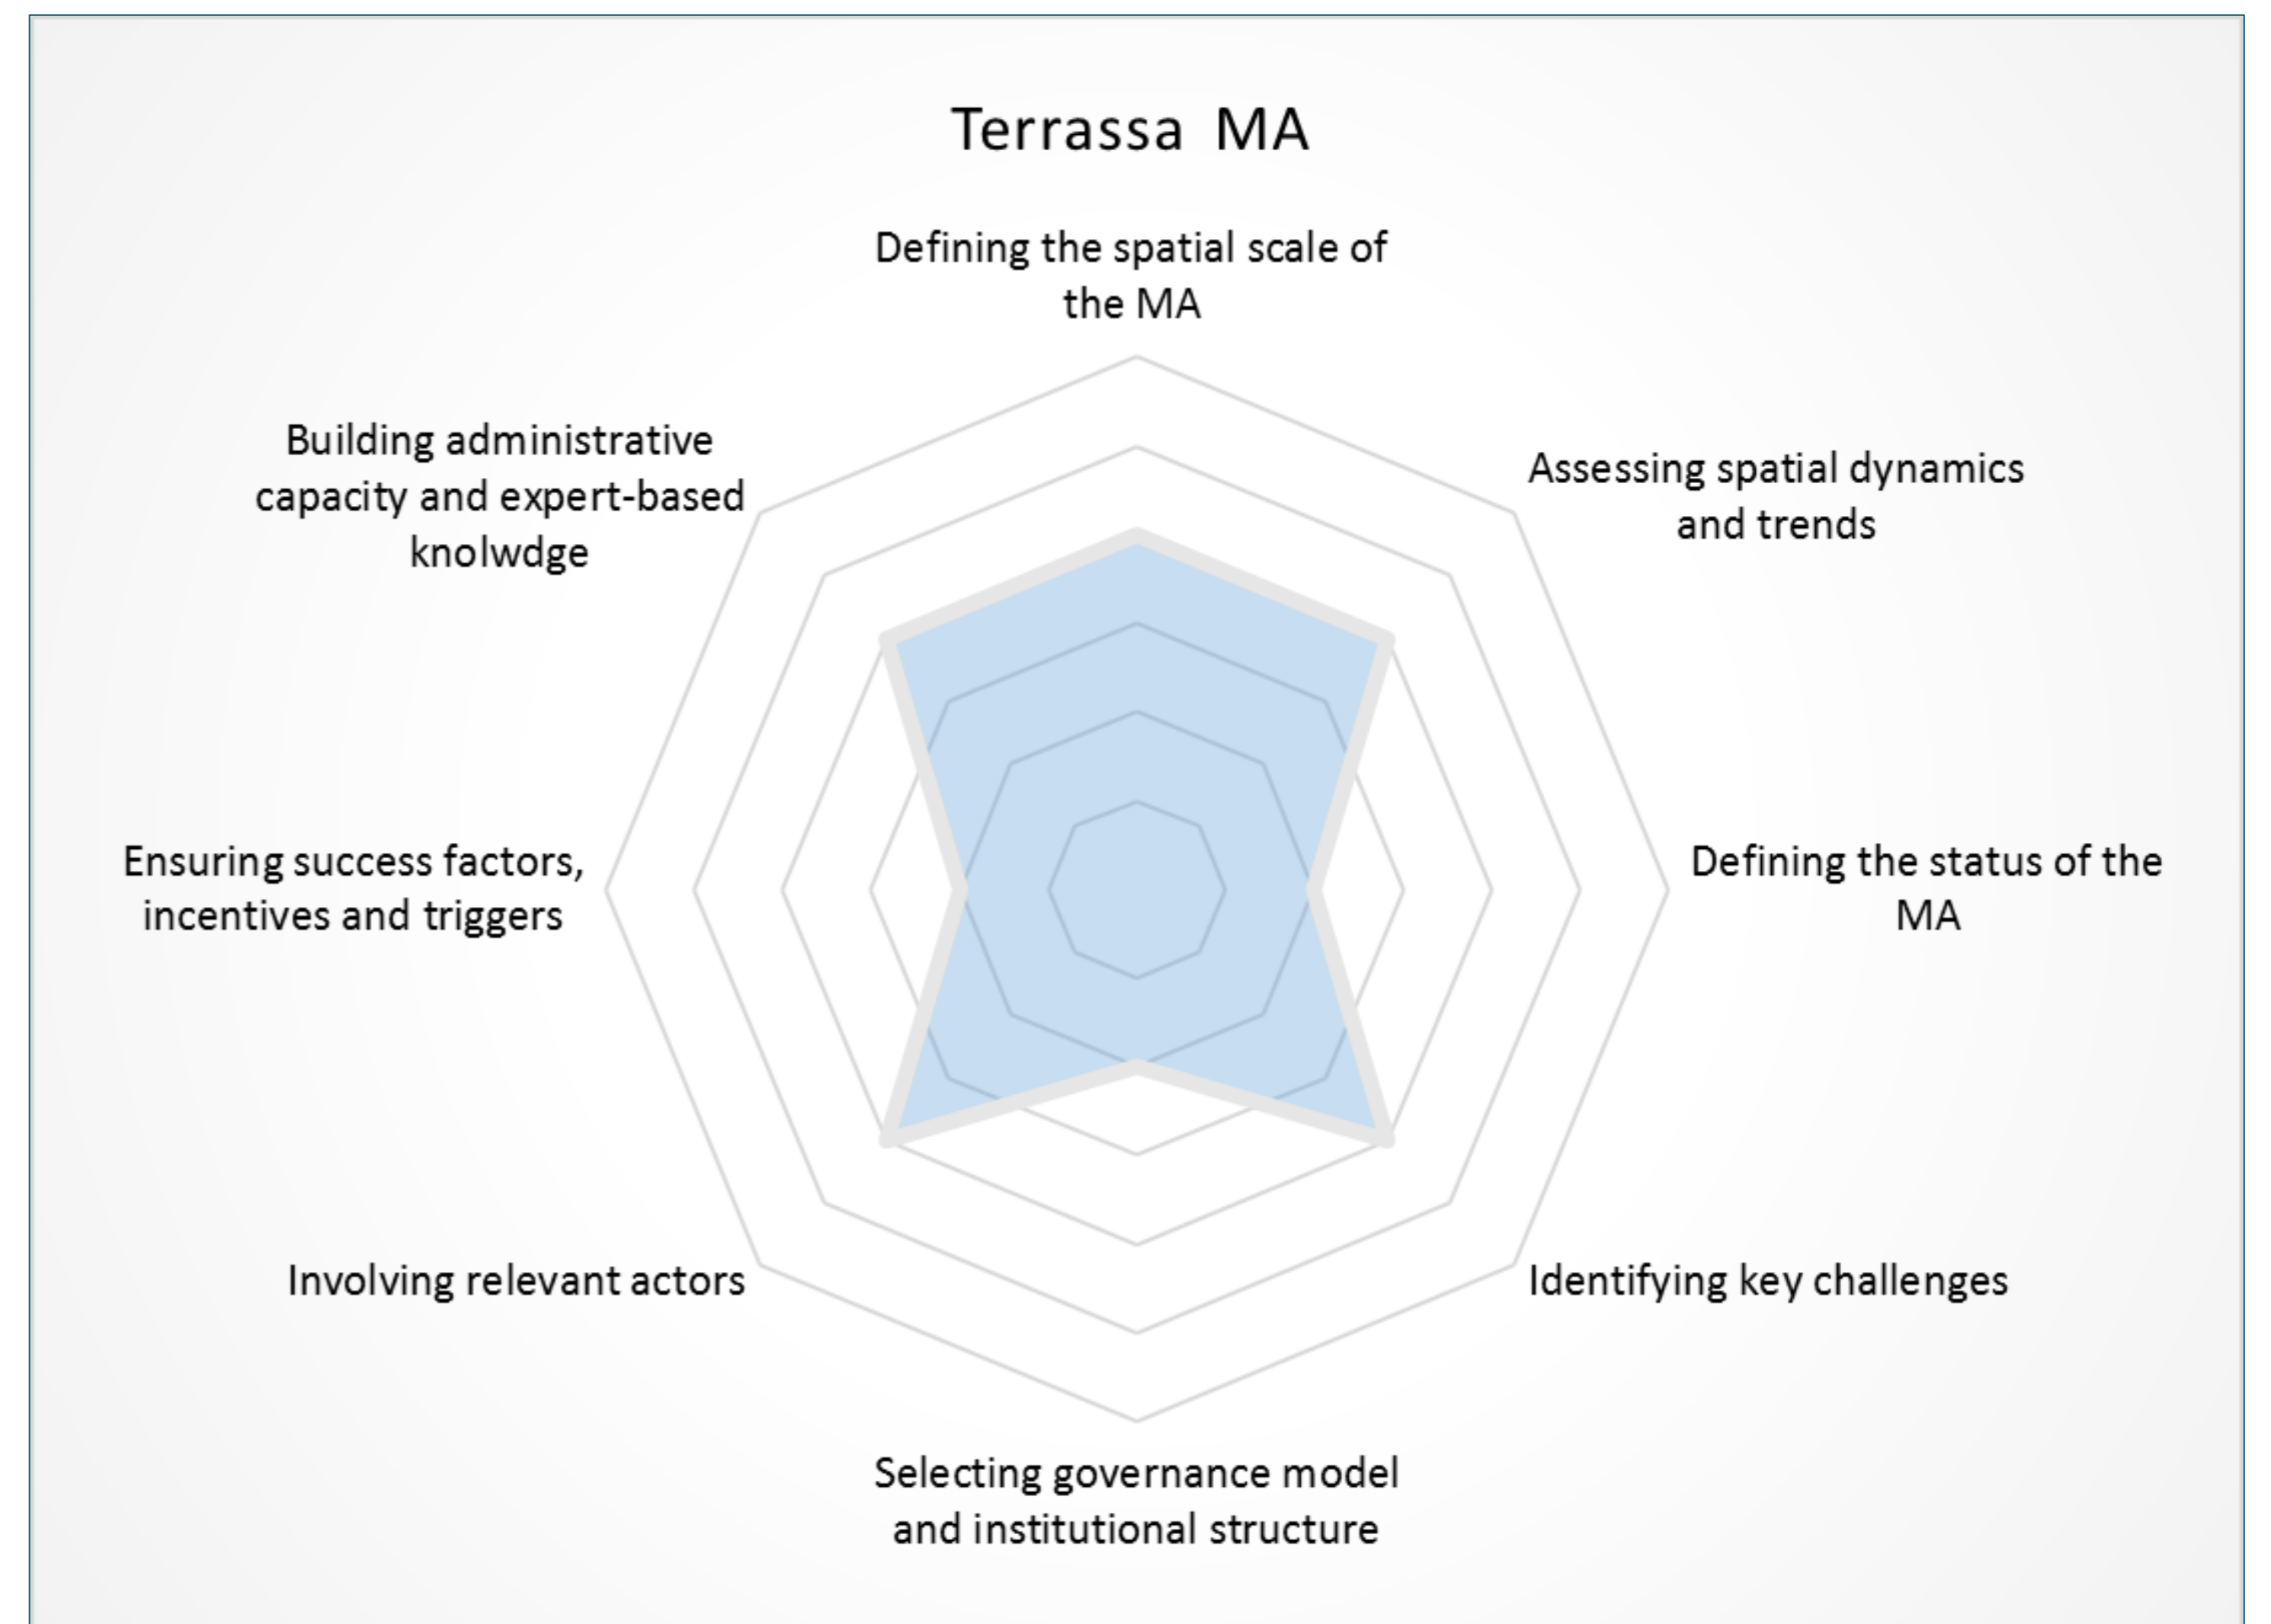 Terrassa MA
Defining the spatial scale of
the MA
Assessing spatial dynamics
and trends
Defining the status of the
MA
Identifying key challenges
Selecting governance model
and institutional structure
Involving relevant actors
Ensuring success factors,
incentives and triggers
Building administrative
capacity and expert-based
knolwdge